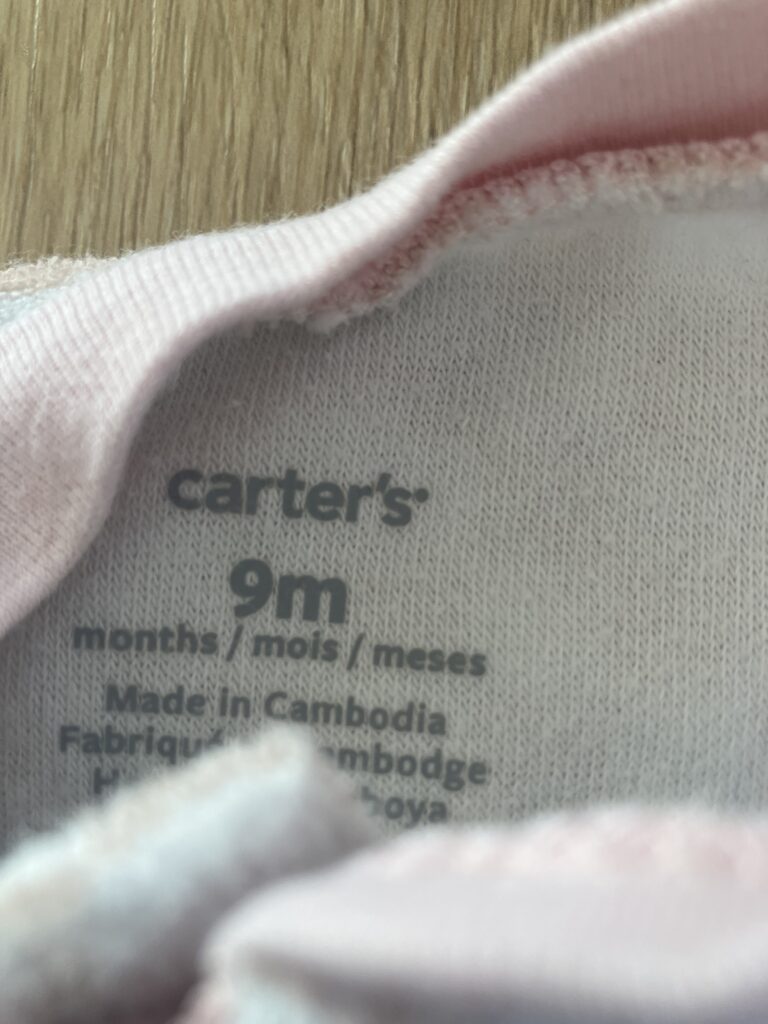 carter's
9m
months / mois / meses
Made in Cambodia
Fabriqué